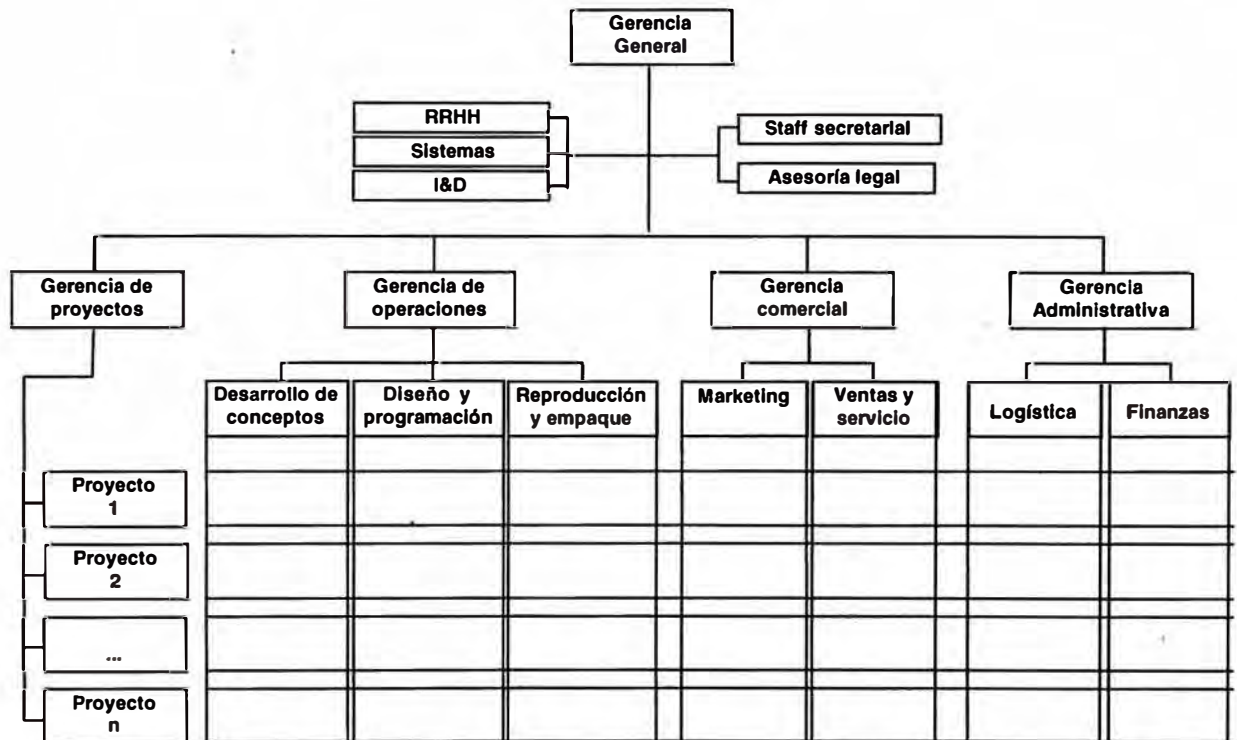 Gerencia
General
RRHH
Sistemas
I&D
Staff secretarial
Asesoría legal
Gerencia de
proyectos
Gerencia de
operaciones
Gerencia
comercial
Gerencia
Administrativa
Desarrollo de
conceptos
Diseño y
programación
Reproducción
y empaque
Marketing
Ventas y
servicio
Logística
Finanzas
Proyecto
1
Proyecto
2
...
Proyecto
n